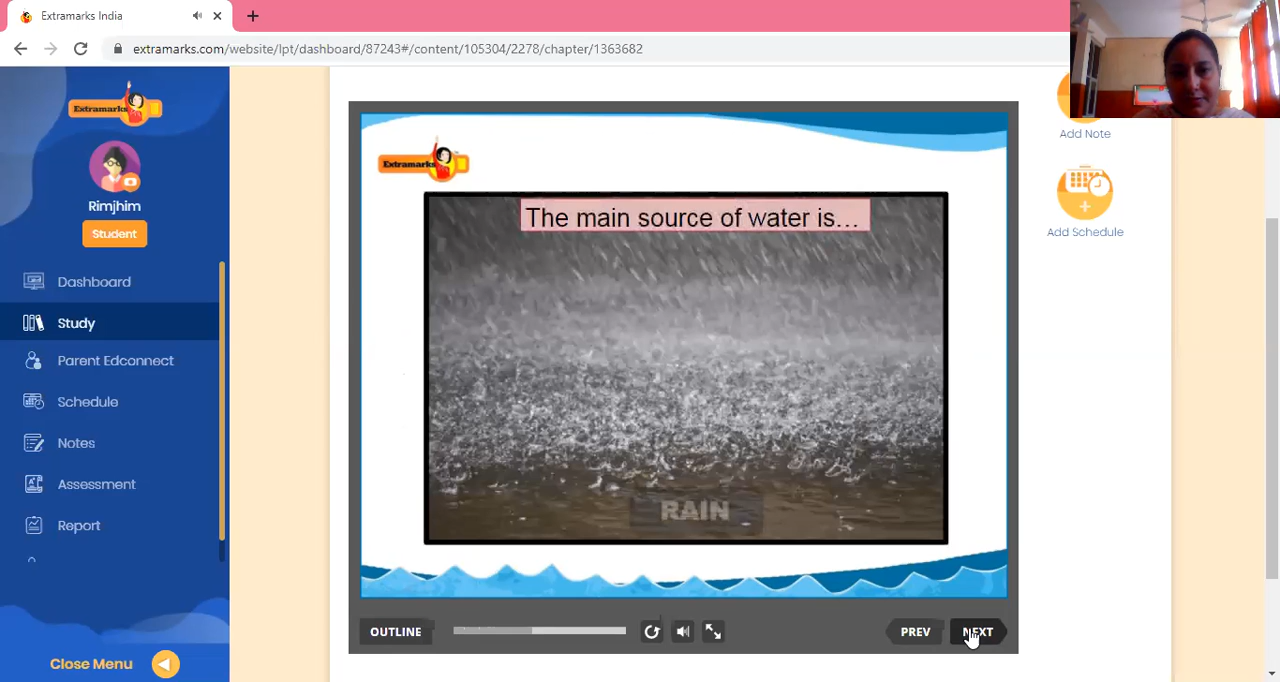 Extramarks India
extramarks.com/website/lpt/dashboard/87243#/content/105304/2278/chapter/1363682
Extramarks
Rimjhim
Student
Dashboard
Study
Parent Edconnect
Schedule
Notes
Assessment
Report
Close Menu
Extramarks
The main source of water is...
RAIN
OUTLINE
PREV
NEXT
Add Note
Add Schedule